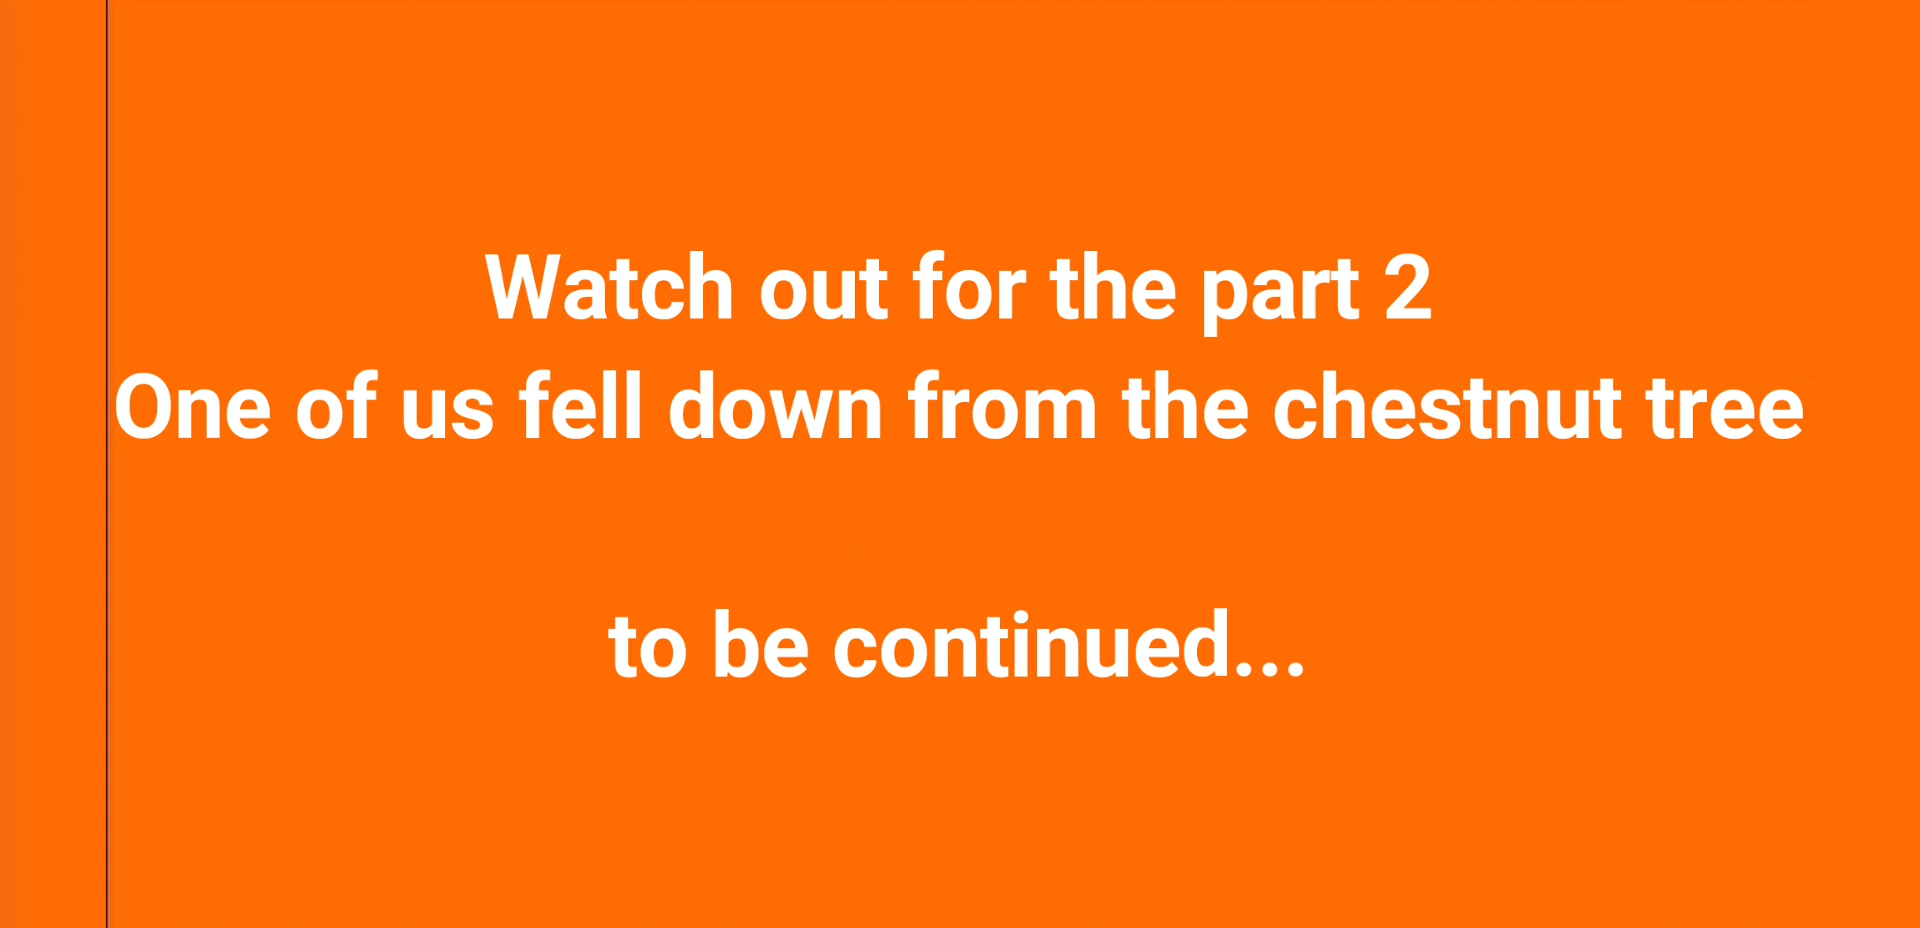 Watch out for the part 2
One of us fell down from the chestnut tree
to be continued...